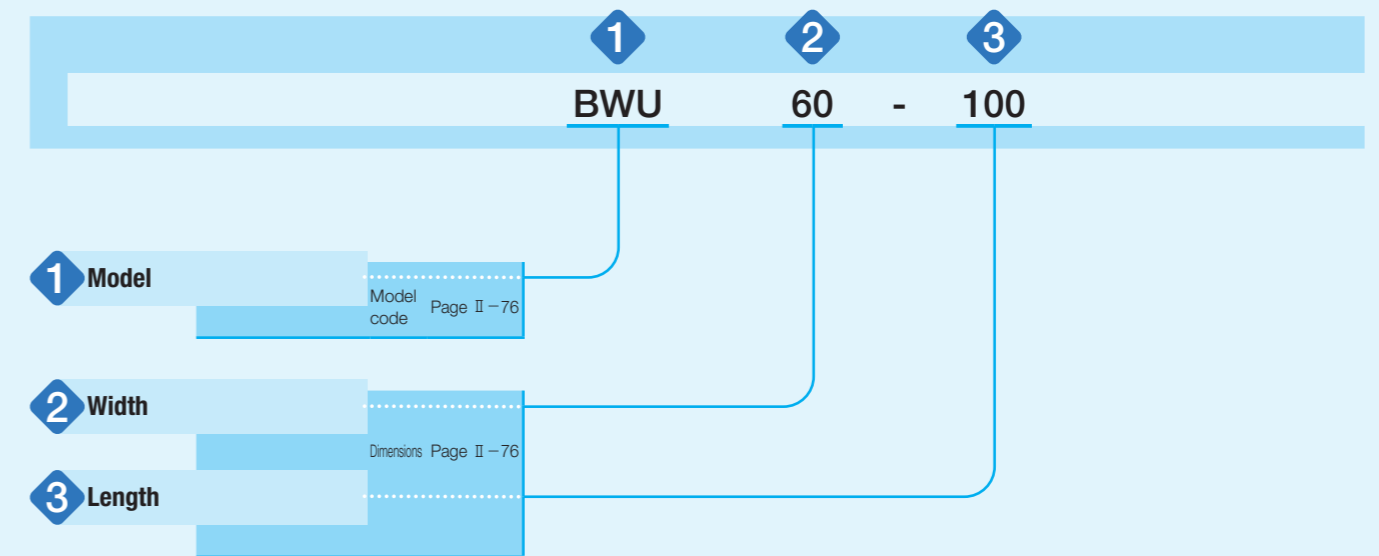 1 2 3
BWU 60 - 100
1 Model
Model code Page Ⅱ－76
2 Width
Dimensions Page Ⅱ－76
3 Length